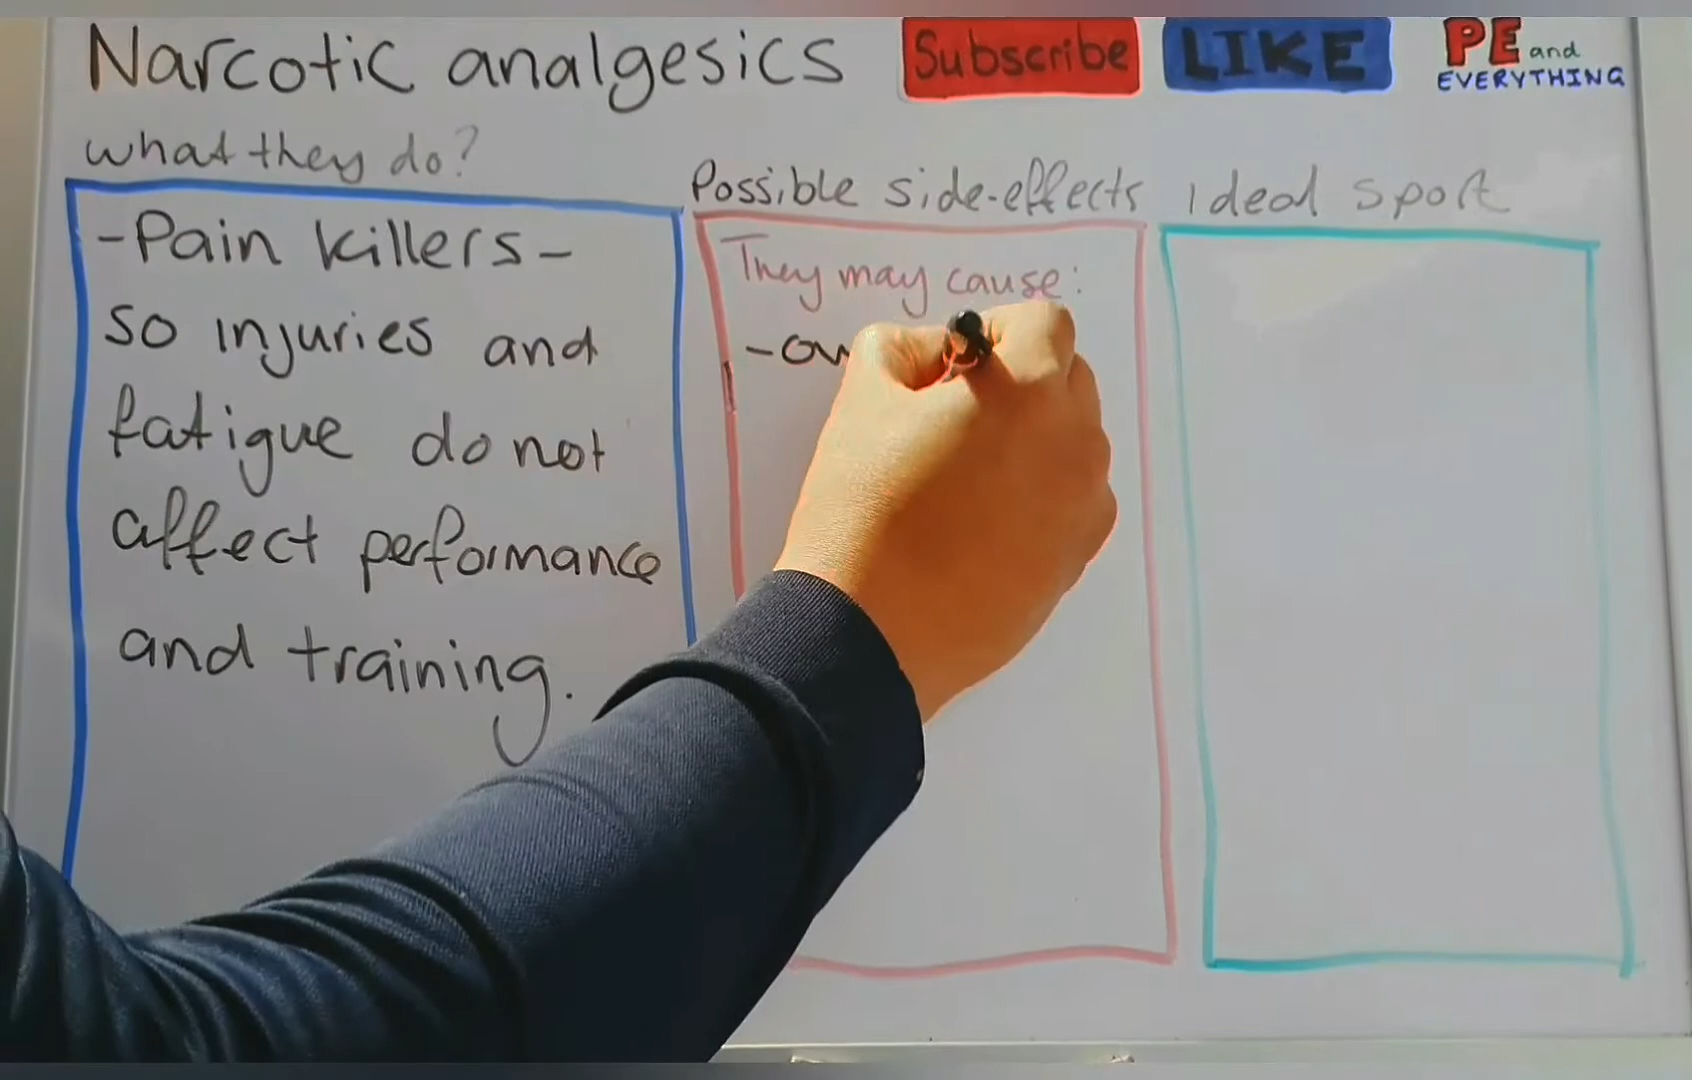 Narcotic analgesics
Subscribe
LIKE
PE and
EVERYTHING
what they do?
-Pain killers-
so injuries and
fatigue do not
affect performance
and training.
Possible side-effects
They may cause:
Ideal sport